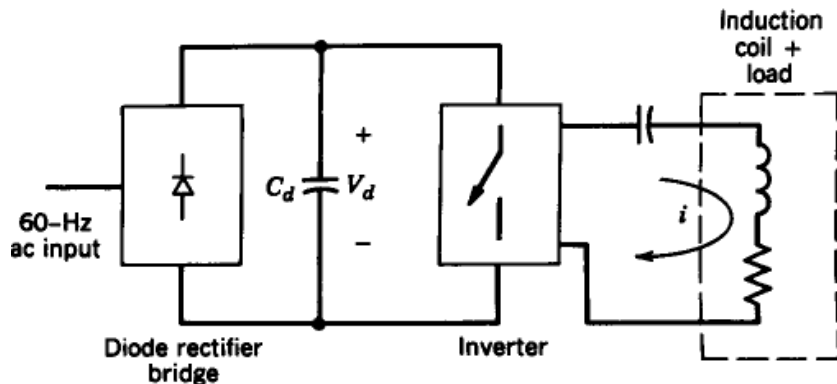 Induction
coil +
load
+
C_d V_d
i
60-Hz
ac input
−
Diode rectifier
bridge
Inverter